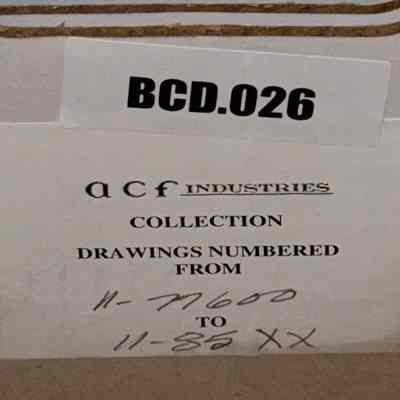 BCD.026
acf INDUSTRIES
COLLECTION
DRAWINGS NUMBERED
FROM
11-77600
TO
11-85XX